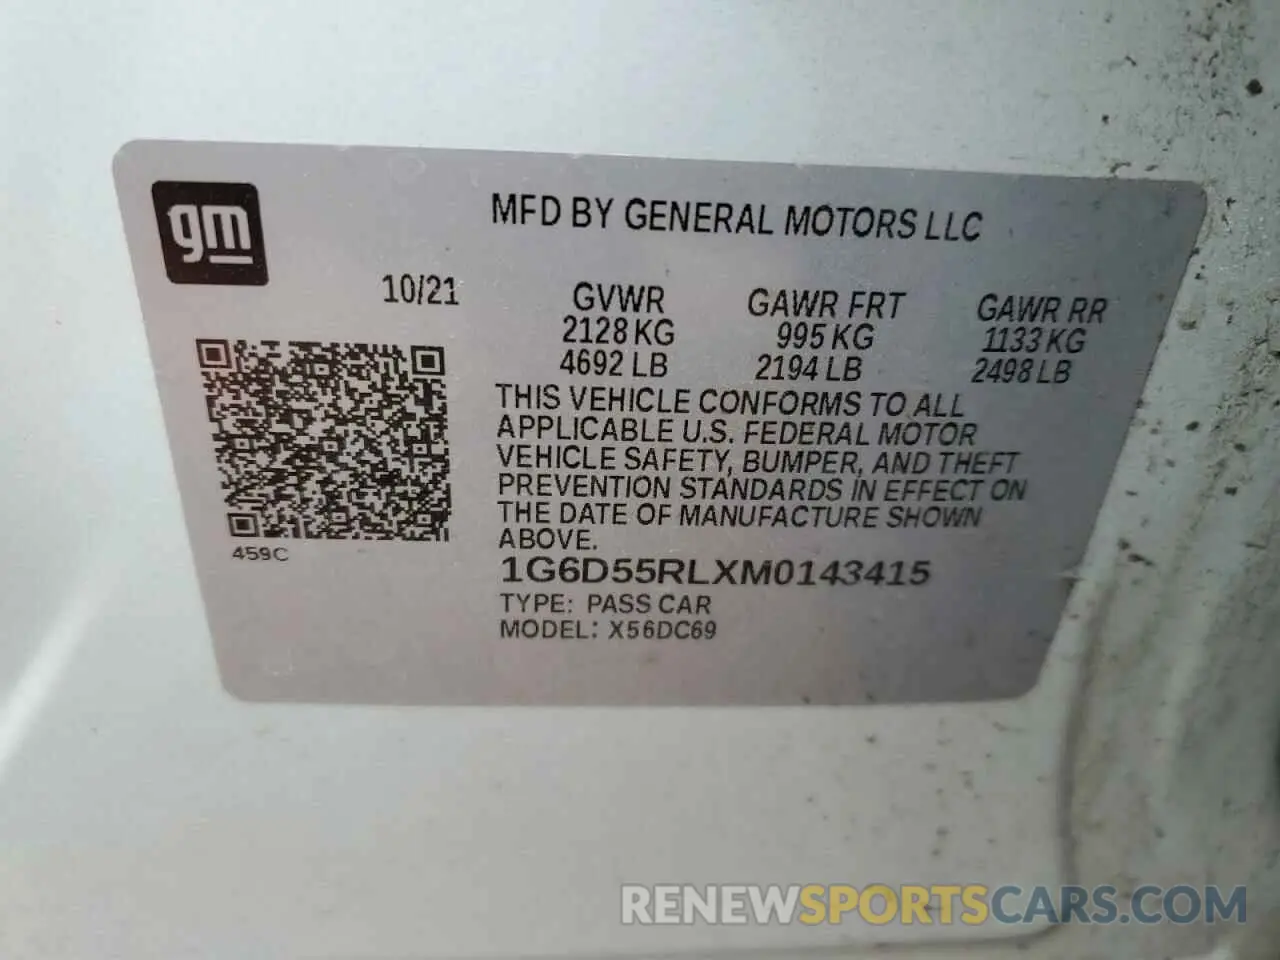 gm
MFD BY GENERAL MOTORS LLC
10/21
GVWR GAWR FRT GAWR RR
2128 KG 995 KG 1133 KG
4692 LB 2194 LB 2498 LB
THIS VEHICLE CONFORMS TO ALL
APPLICABLE U.S. FEDERAL MOTOR
VEHICLE SAFETY, BUMPER, AND THEFT
PREVENTION STANDARDS IN EFFECT ON
THE DATE OF MANUFACTURE SHOWN
ABOVE.
459C
1G6D55RLXM0143415
TYPE: PASS CAR
MODEL: X56DC69
RENEWSPORTSCARS.COM